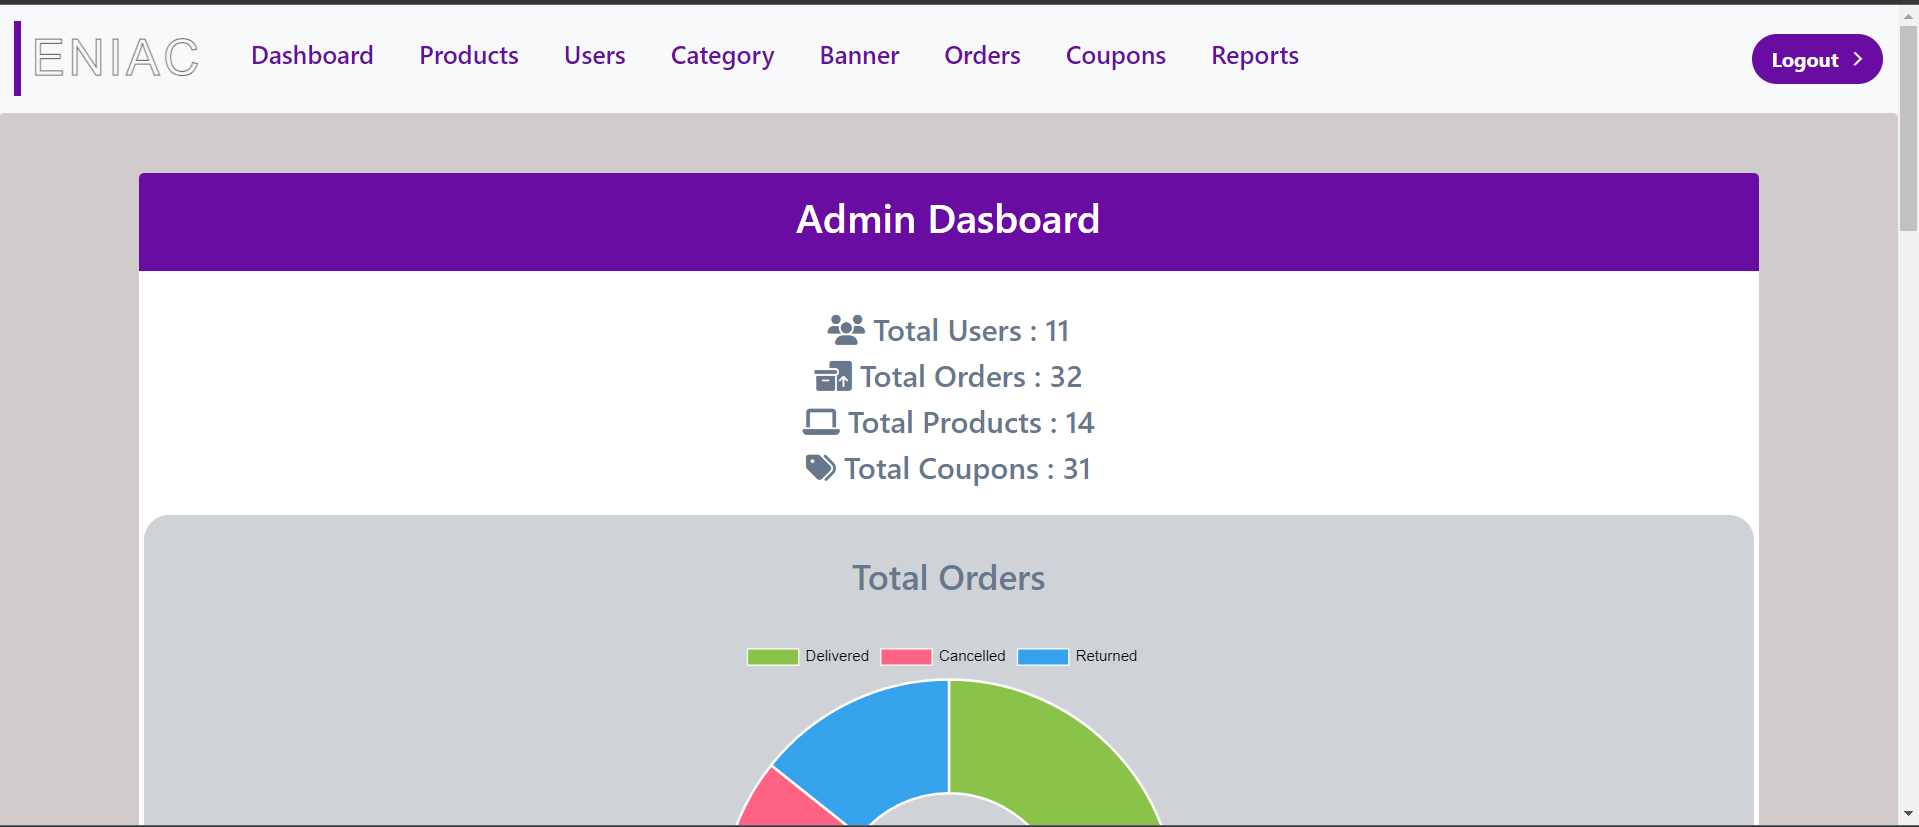 ENIAC Dashboard Products Users Category Banner Orders Coupons Reports Logout
Admin Dasboard
Total Users : 11
Total Orders : 32
Total Products : 14
Total Coupons : 31
Total Orders
Delivered Cancelled Returned